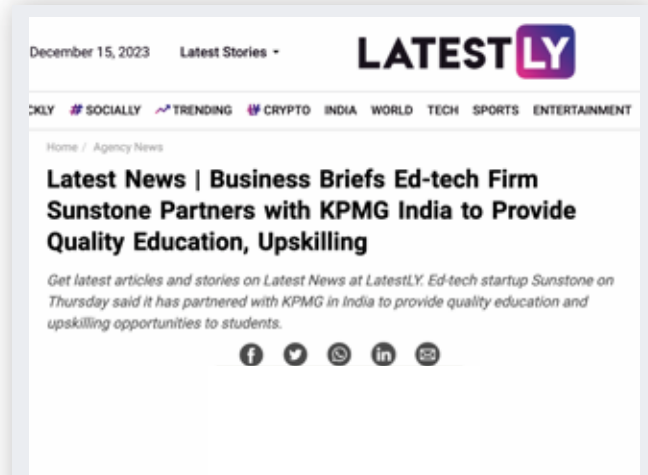 December 15, 2023 Latest Stories LATESTLY
CKLY # SOCIALLY TRENDING CRYPTO INDIA WORLD TECH SPORTS ENTERTAINMENT
Home / Agency News
Latest News | Business Briefs Ed-tech Firm
Sunstone Partners with KPMG India to Provide
Quality Education, Upskilling
Get latest articles and stories on Latest News at LatestLY. Ed-tech startup Sunstone on
Thursday said it has partnered with KPMG in India to provide quality education and
upskilling opportunities to students.